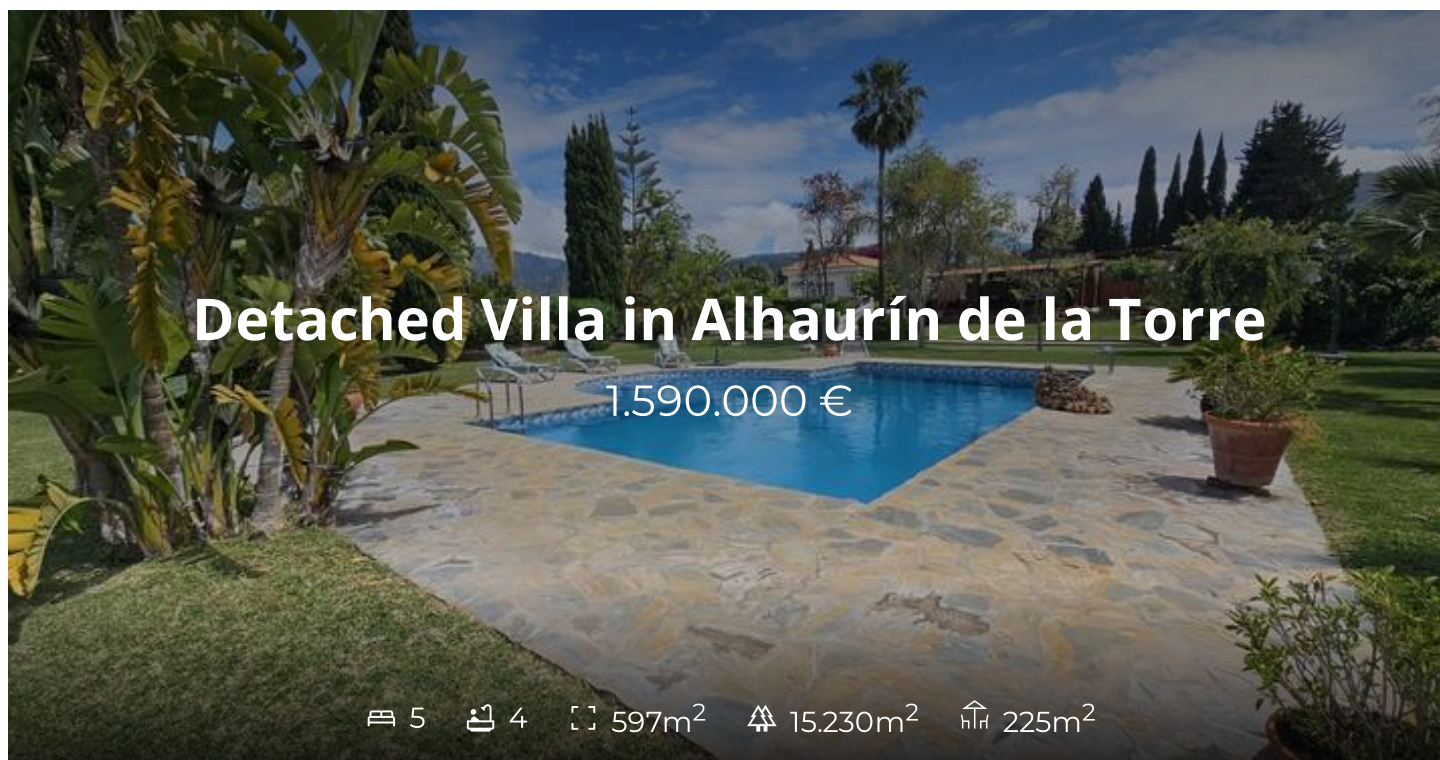 Detached Villa in Alhaurín de la Torre
1.590.000 €
5 4 597m² 15.230m² 225m²